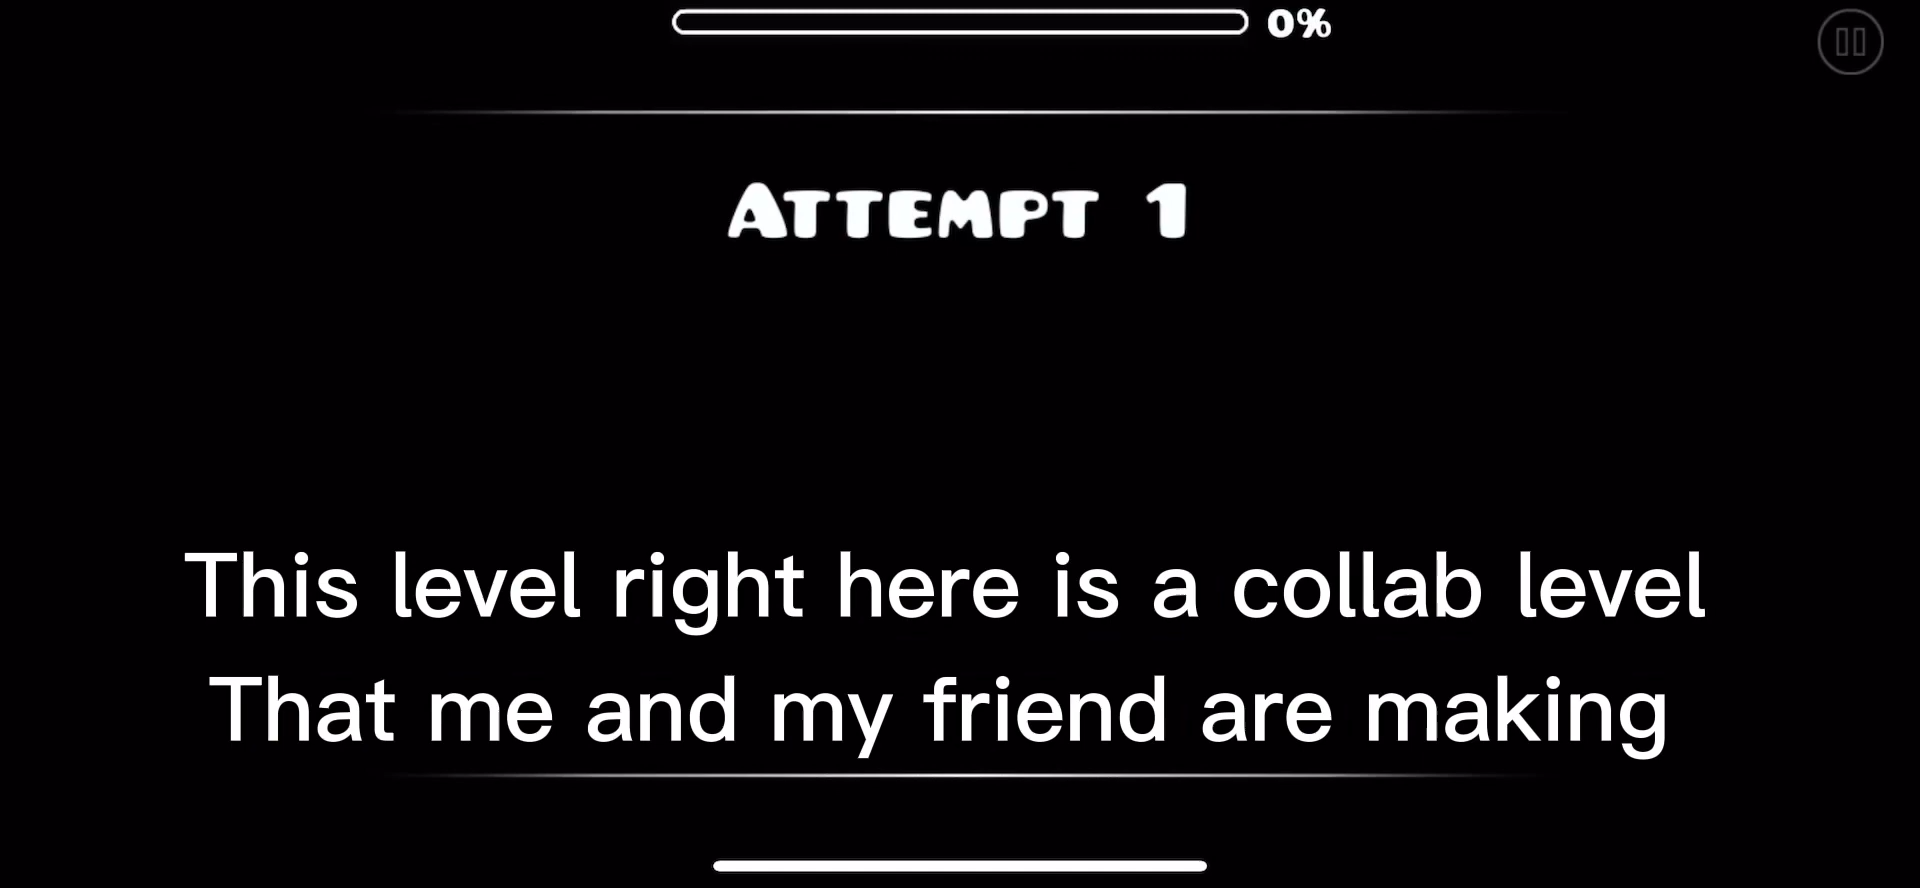 0%
ATTEMPT 1
This level right here is a collab level
That me and my friend are making